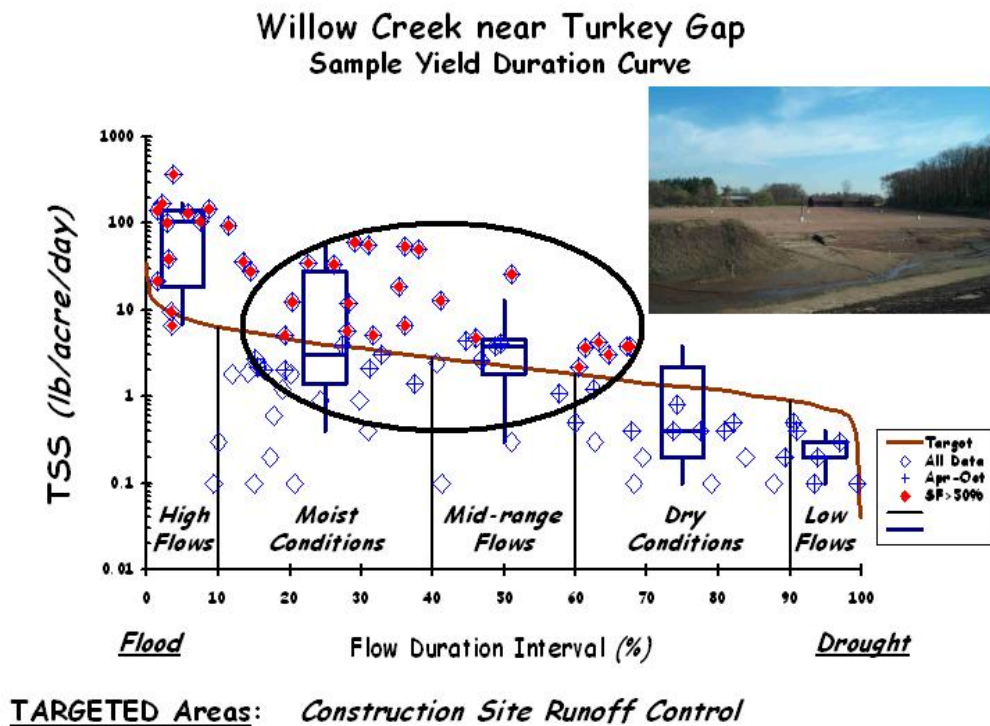 Willow Creek near Turkey Gap
Sample Yield Duration Curve
TSS (lb/acre/day)
1000
100
10
1
0.1
0.01
High
Flows
Moist
Conditions
Mid-range
Flows
Dry
Conditions
Low
Flows
Target
All Data
Apr-Oct
SF>50%
0 10 20 30 40 50 60 70 80 90 100
Flood
Flow Duration Interval (%)
Drought
TARGETED Areas: Construction Site Runoff Control